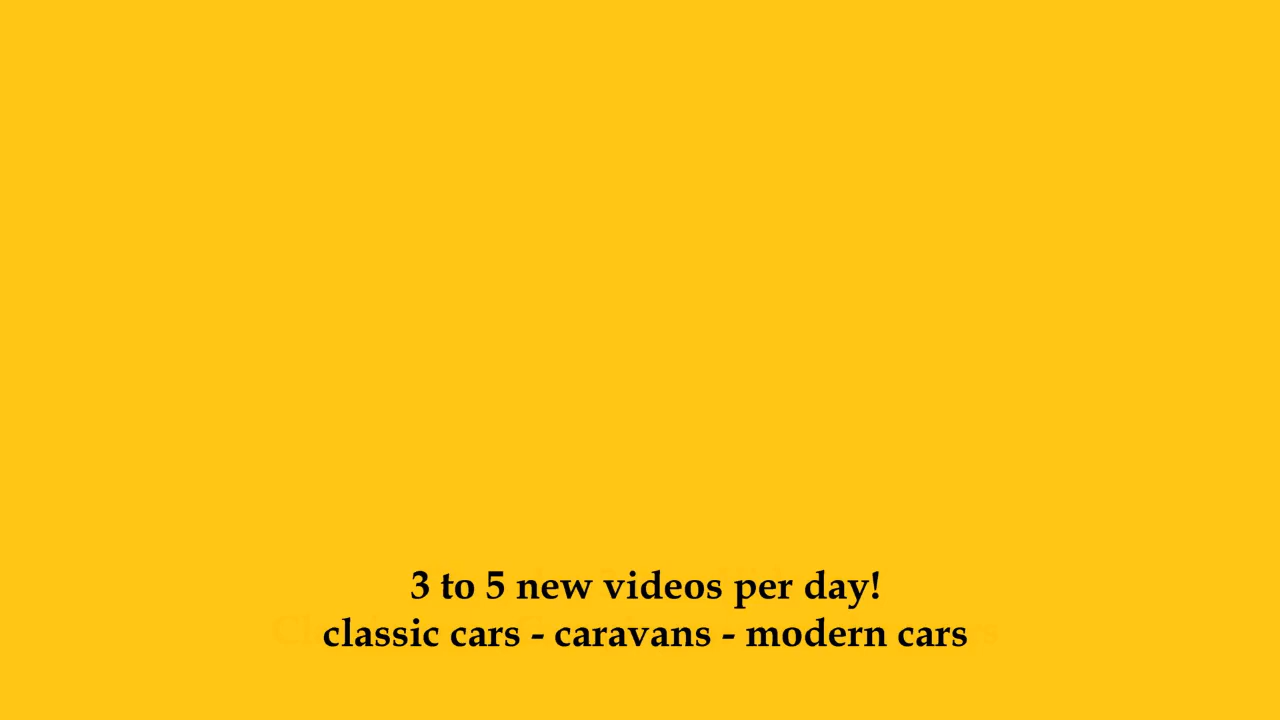 3 to 5 new videos per day!
classic cars - caravans - modern cars